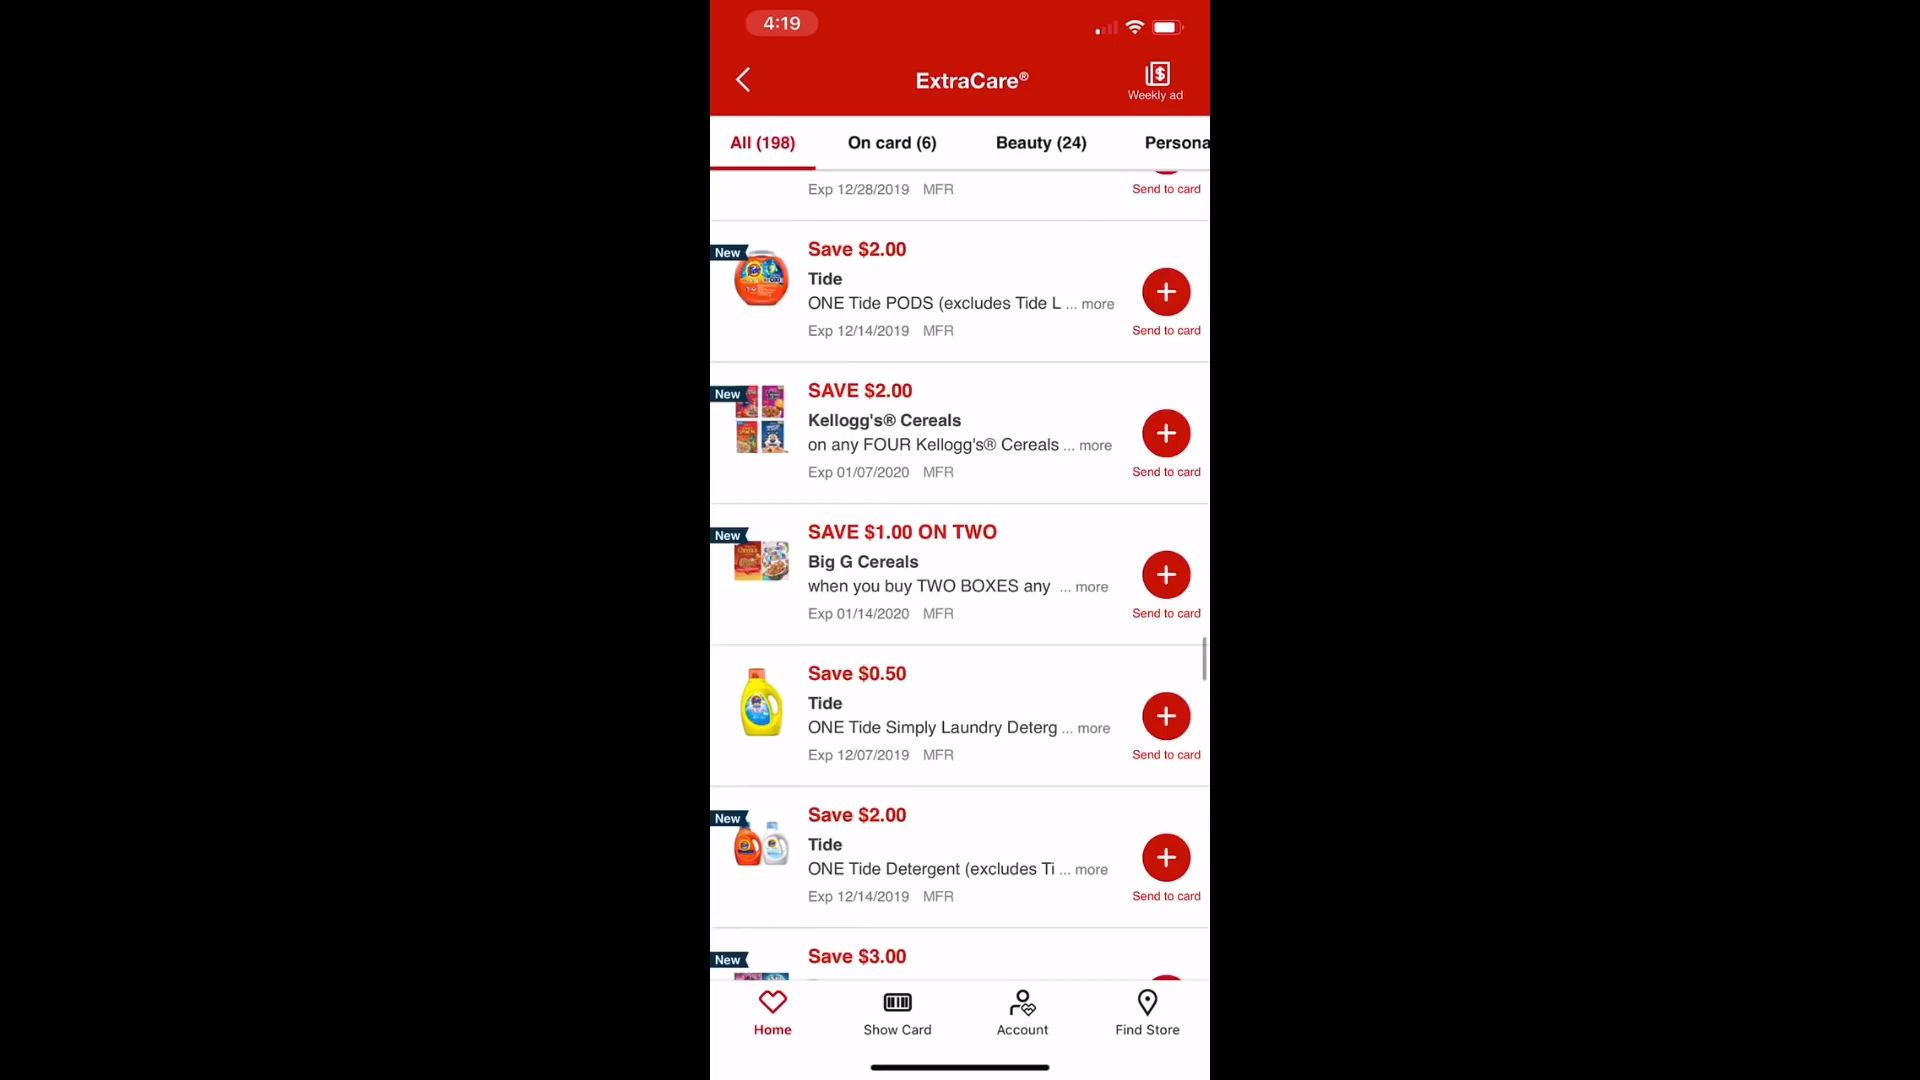 4:19
ExtraCare®
Weekly ad
All (198)
On card (6)
Beauty (24)
Persona
Exp 12/28/2019 MFR
Send to card
New
Save $2.00
Tide
ONE Tide PODS (excludes Tide L ... more
Exp 12/14/2019 MFR
Send to card
New
SAVE $2.00
Kellogg's® Cereals
on any FOUR Kellogg's® Cereals ... more
Exp 01/07/2020 MFR
Send to card
New
SAVE $1.00 ON TWO
Big G Cereals
when you buy TWO BOXES any ... more
Exp 01/14/2020 MFR
Send to card
Save $0.50
Tide
ONE Tide Simply Laundry Deterg ... more
Exp 12/07/2019 MFR
Send to card
New
Save $2.00
Tide
ONE Tide Detergent (excludes Ti ... more
Exp 12/14/2019 MFR
Send to card
New
Save $3.00
Home
Show Card
Account
Find Store